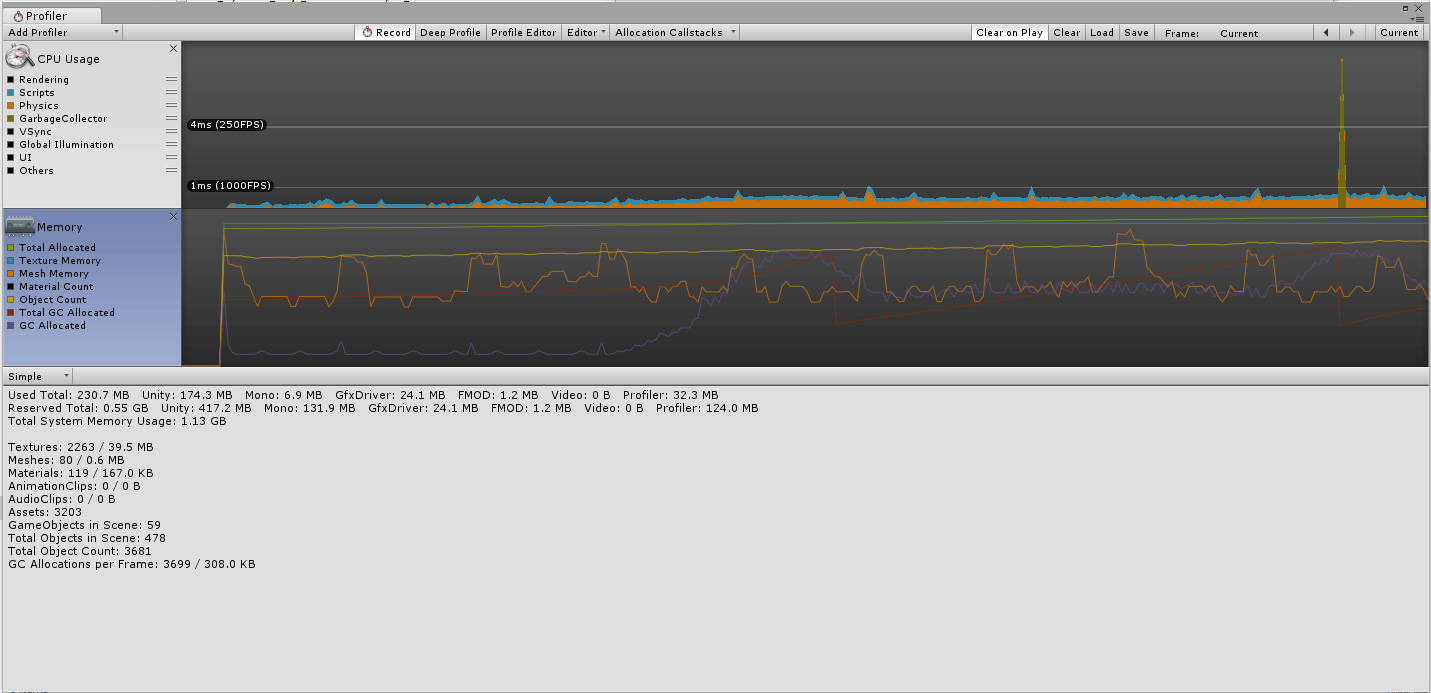 Profiler
Add Profiler Record Deep Profile Profile Editor Editor Allocation Callstacks Clear on Play Clear Load Save Frame: Current Current
CPU Usage
Rendering
Scripts
Physics
GarbageCollector
VSync
Global Illumination
UI
Others
4ms (250FPS)
1ms (1000FPS)
Memory
Total Allocated
Texture Memory
Mesh Memory
Material Count
Object Count
Total GC Allocated
GC Allocated
Simple
Used Total: 230.7 MB Unity: 174.3 MB Mono: 6.9 MB GfxDriver: 24.1 MB FMOD: 1.2 MB Video: 0 B Profiler: 32.3 MB
Reserved Total: 0.55 GB Unity: 417.2 MB Mono: 131.9 MB GfxDriver: 24.1 MB FMOD: 1.2 MB Video: 0 B Profiler: 124.0 MB
Total System Memory Usage: 1.13 GB
Textures: 2263 / 39.5 MB
Meshes: 80 / 0.6 MB
Materials: 119 / 167.0 KB
AnimationClips: 0 / 0 B
AudioClips: 0 / 0 B
Assets: 3203
GameObjects in Scene: 59
Total Objects in Scene: 478
Total Object Count: 3681
GC Allocations per Frame: 3699 / 308.0 KB